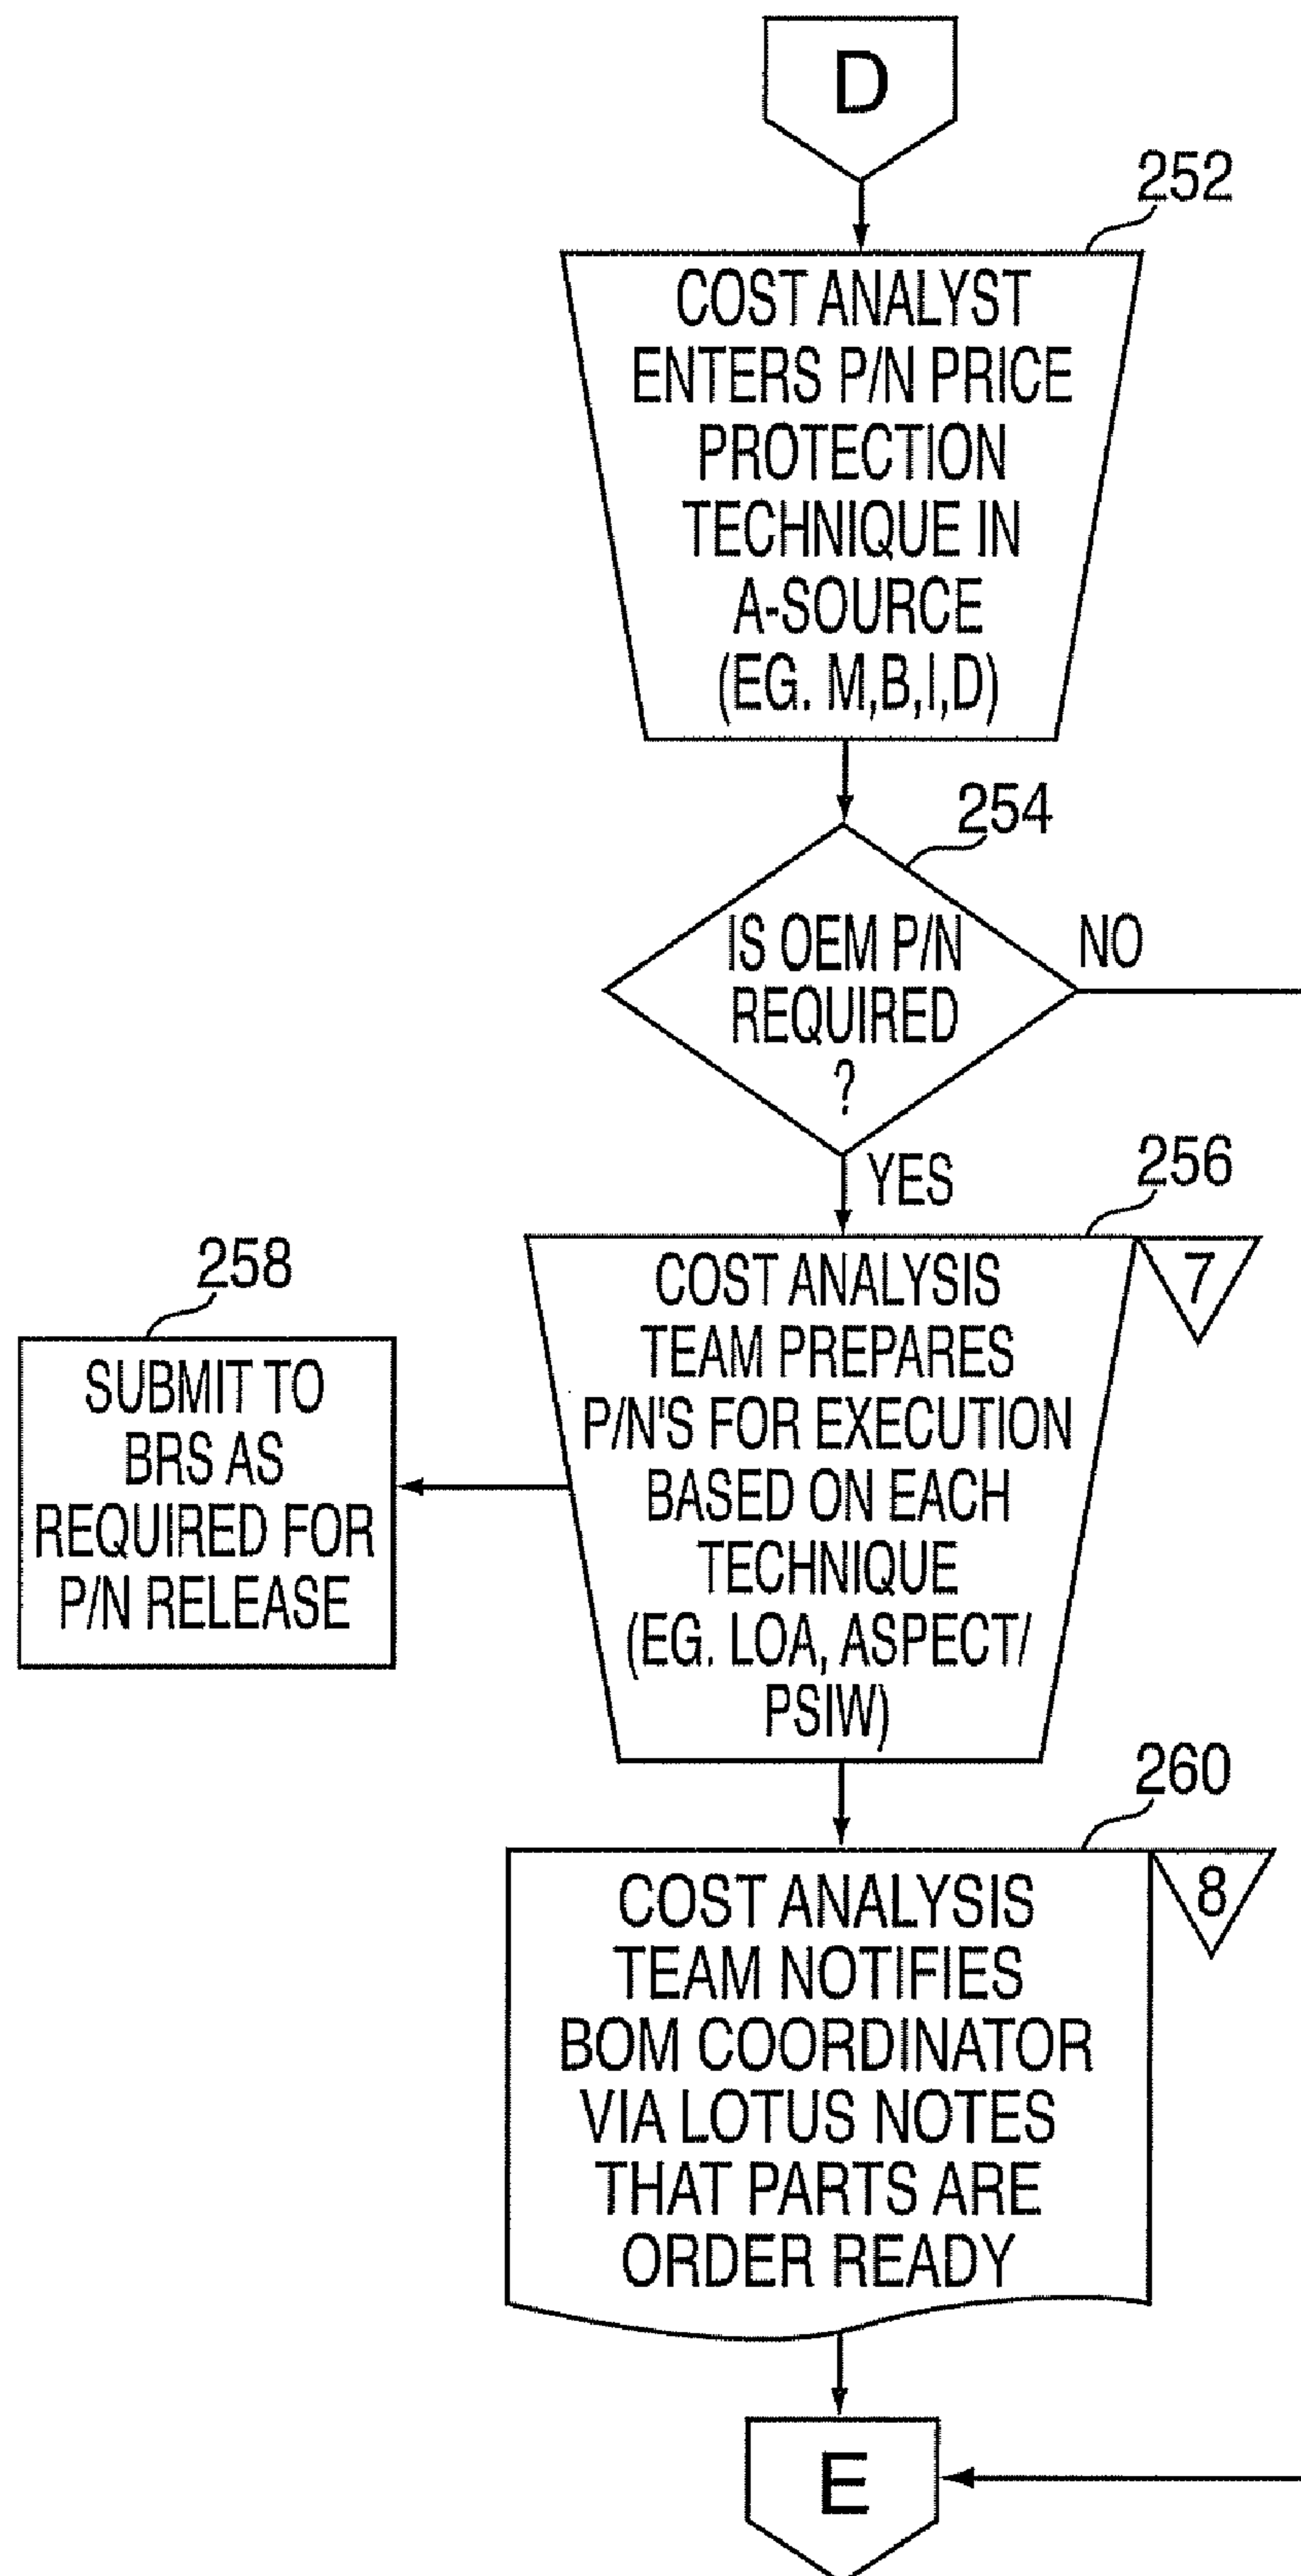 D
252
COST ANALYST
ENTERS P/N PRICE
PROTECTION
TECHNIQUE IN
A-SOURCE
(EG. M,B,I,D)
254
IS OEM P/N
REQUIRED
?
NO
YES
256
7
COST ANALYSIS
TEAM PREPARES
P/N'S FOR EXECUTION
BASED ON EACH
TECHNIQUE
(EG. LOA, ASPECT/
PSIW)
258
SUBMIT TO
BRS AS
REQUIRED FOR
P/N RELEASE
260
8
COST ANALYSIS
TEAM NOTIFIES
BOM COORDINATOR
VIA LOTUS NOTES
THAT PARTS ARE
ORDER READY
E